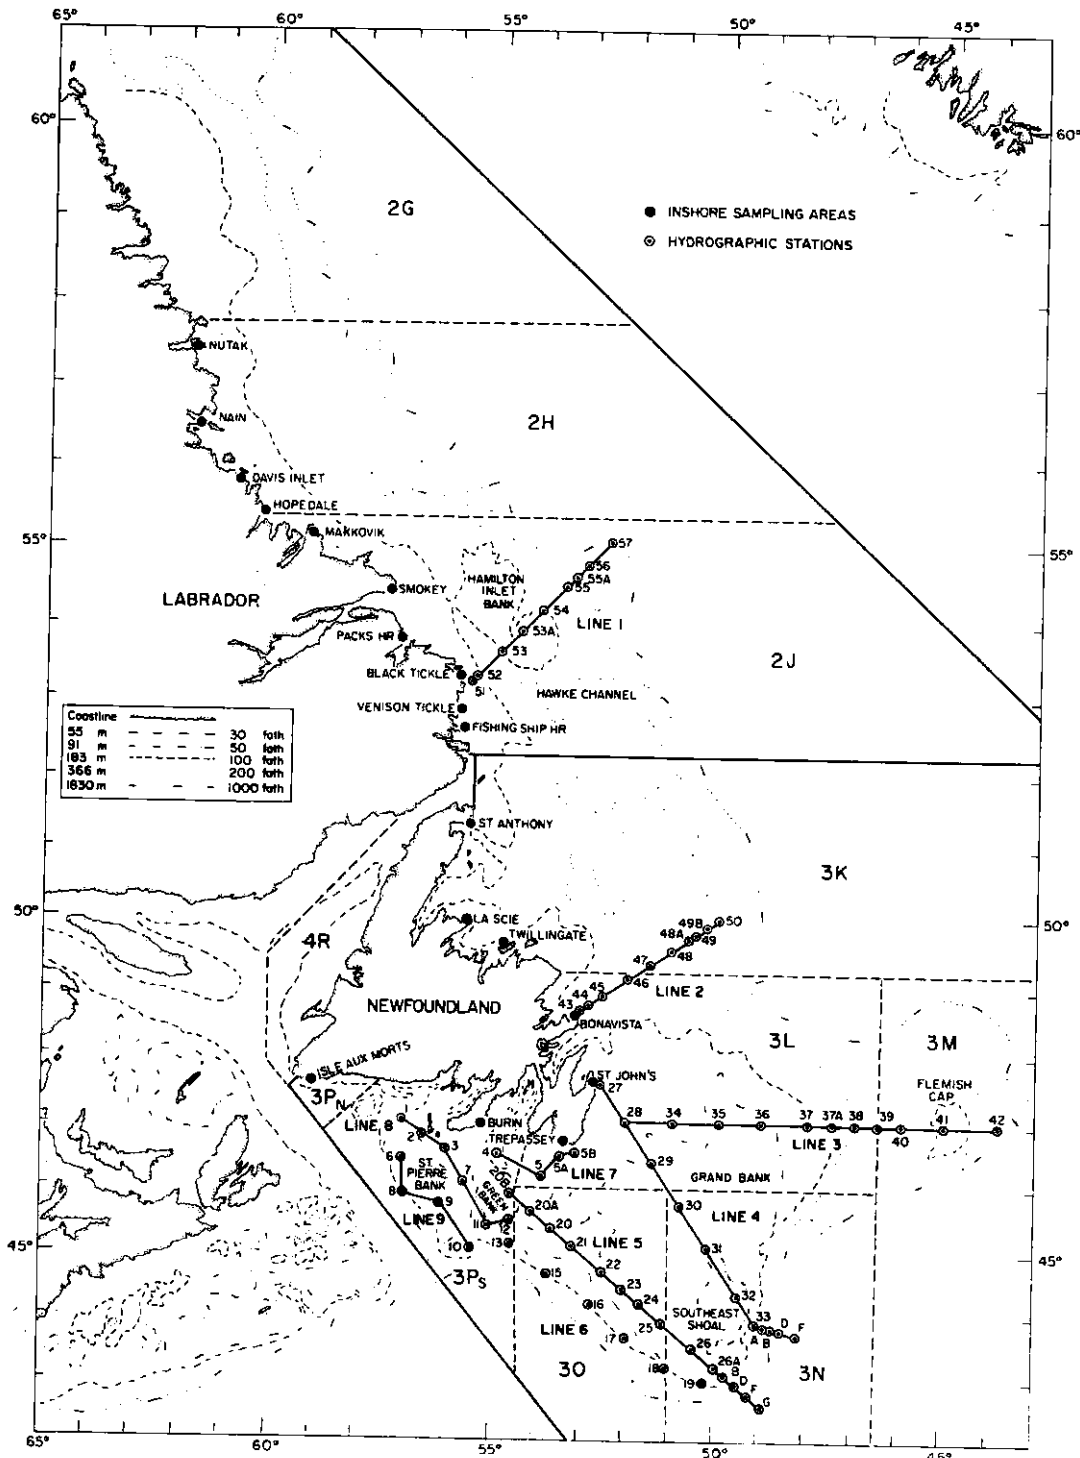 65°
60°
55°
50°
45°
60°
60°
2G
INSHORE SAMPLING AREAS
HYDROGRAPHIC STATIONS
NUTAK
NAIN
2H
DAVIS INLET
HOPEDALE
MAKKOVIK
55°
55°
57
56
55A
55
HAMILTON
INLET
BANK
SMOKEY
LABRADOR
54
LINE 1
53A
PACKS HR
53
2J
BLACK TICKLE
52
51
HAWKE CHANNEL
VENISON TICKLE
FISHING SHIP HR
Coastline
55 m 30 fath
91 m 50 fath
183 m 100 fath
366 m 200 fath
1830 m 1000 fath
ST ANTHONY
3K
50°
50°
LA SCIE
TWILLINGATE
4R
49B
50
48A
49
48
47
46
LINE 2
45
44
43
BONAVISTA
NEWFOUNDLAND
3L
3M
FLEMISH
CAP
ISLE AUX MORTS
ST JOHN'S
27
3PN
LINE 8
BURIN
TREPASSEY
28
34
35
36
37
37A
38
39
40
41
42
LINE 3
2
3
4
5
5A
5B
LINE 7
29
GRAND BANK
6
ST
PIERRE
BANK
7
GREEN
BANK
20B
8
9
LINE 9
30
LINE 4
10
11
12
13
20A
20
21
LINE 5
31
45°
45°
3PS
15
22
23
24
16
32
SOUTHEAST
SHOAL
33
A
B
D
F
LINE 6
17
25
26
26A
B
D
F
G
3O
18
19
3N
65°
60°
55°
50°
45°